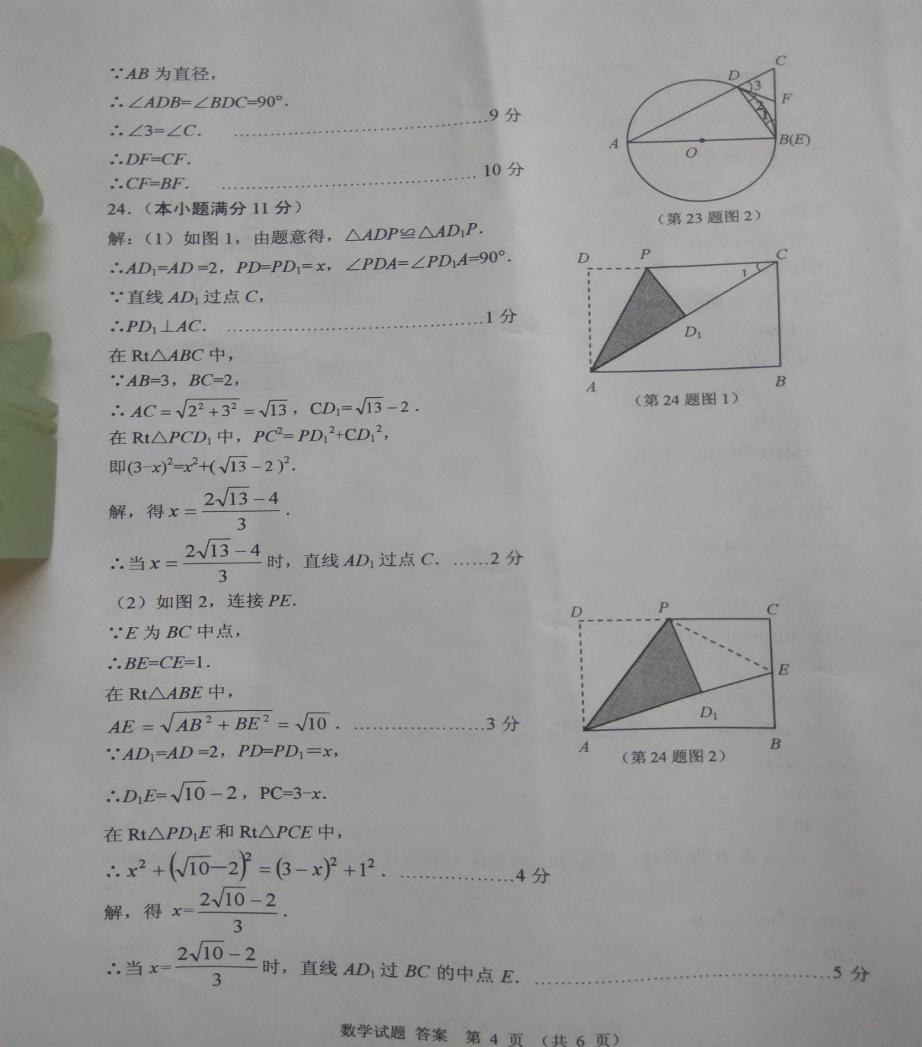 ∵AB 为直径，
∴∠ADB=∠BDC=90°.
∴∠3=∠C. ……………………………9 分
∴DF=CF.
∴CF=BF. ……………………………10 分
24.（本小题满分 11 分）
解：（1）如图 1，由题意得，△ADP≌△AD₁P.
∴AD₁=AD =2，PD=PD₁= x，∠PDA=∠PD₁A=90°.
∵直线 AD₁ 过点 C，
∴PD₁⊥AC. ……………………………1 分
在 Rt△ABC 中，
∵AB=3，BC=2，
∴ AC = √(2²+3²) = √13，CD₁=√13－2．
在 Rt△PCD₁ 中，PC²= PD₁²+CD₁²，
即(3-x)²=x²+(√13－2)².
解，得 x = (2√13－4)/3．
∴当 x = (2√13－4)/3 时，直线 AD₁ 过点 C．……2 分
（2）如图 2，连接 PE.
∵E 为 BC 中点，
∴BE=CE=1.
在 Rt△ABE 中，
AE = √(AB²＋BE²) = √10．………………3 分
∵AD₁=AD =2，PD=PD₁=x，
∴D₁E=√10－2，PC=3-x.
在 Rt△PD₁E 和 Rt△PCE 中，
∴ x²＋(√10－2)² = (3－x)²＋1²．………………4 分
解，得 x=(2√10－2)/3．
∴当 x=(2√10－2)/3 时，直线 AD₁ 过 BC 的中点 E．……………………………5 分
C
D
3
F
2
1
A
O
B(E)
（第 23 题图 2）
D
P
C
1
D₁
A
B
（第 24 题图 1）
D
P
C
E
D₁
A
B
（第 24 题图 2）
数学试题 答案 第 4 页 （共 6 页）